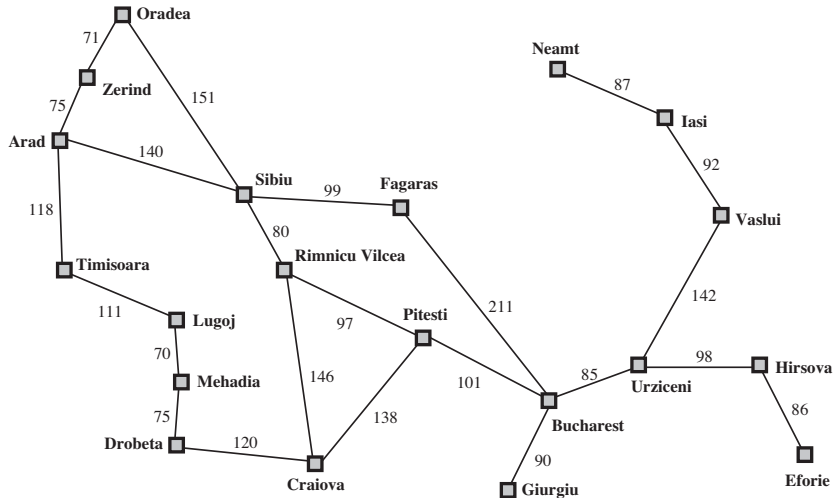 Oradea
71
Neamt
Zerind
87
75
151
Iasi
Arad
140
92
Sibiu
Fagaras
99
118
Vaslui
80
Timisoara
Rimnicu Vilcea
142
111
211
Lugoj
97
Pitesti
70
98
Hirsova
146
85
Mehadia
101
Urziceni
86
75
138
Bucharest
Drobeta
120
90
Craiova
Eforie
Giurgiu